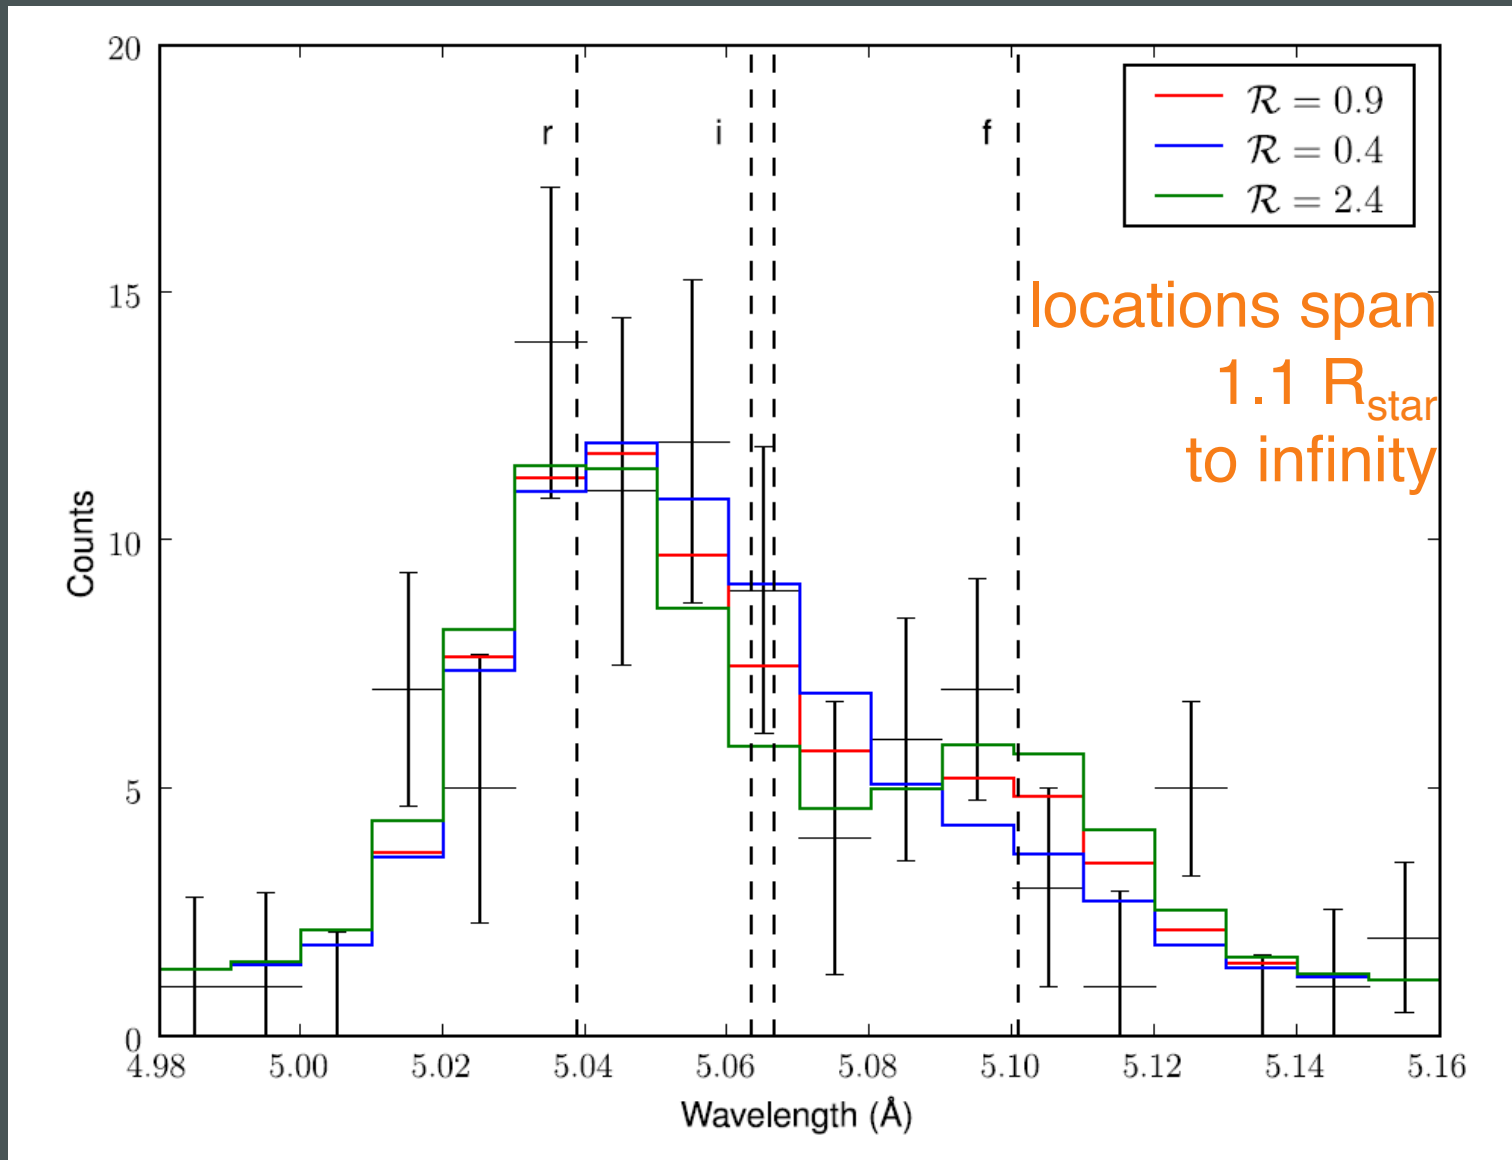 20
15
10
5
0
Counts
r
i
f
ℛ = 0.9
ℛ = 0.4
ℛ = 2.4
locations span
1.1 Rstar
to infinity
4.98 5.00 5.02 5.04 5.06 5.08 5.10 5.12 5.14 5.16
Wavelength (Å)